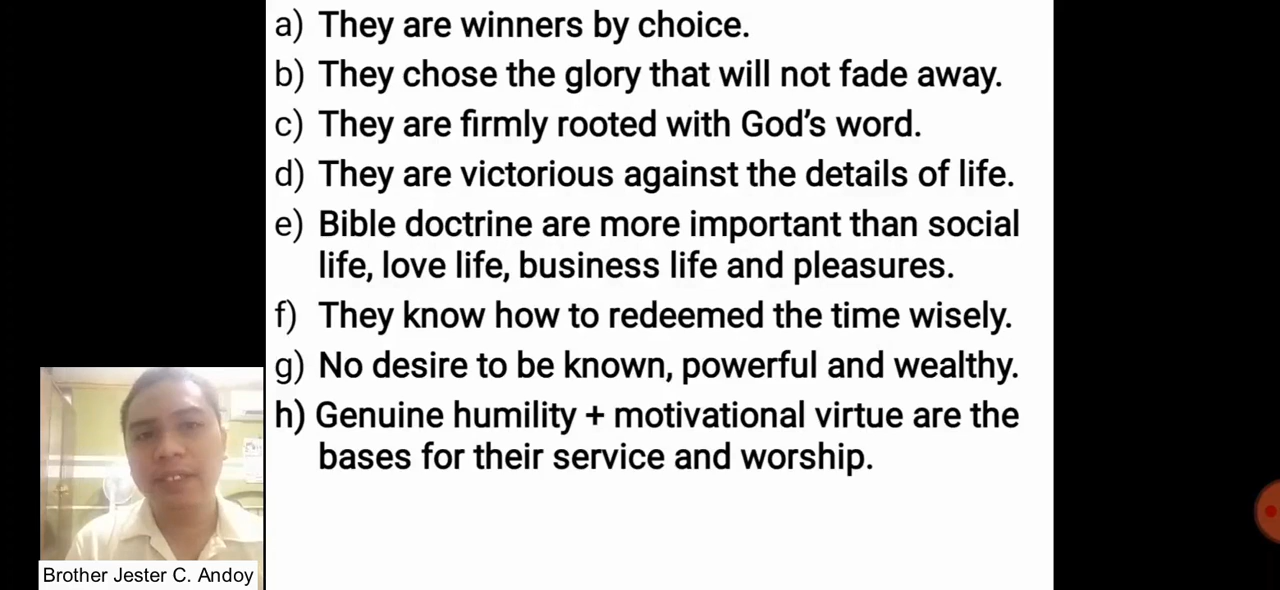 a) They are winners by choice.
b) They chose the glory that will not fade away.
c) They are firmly rooted with God's word.
d) They are victorious against the details of life.
e) Bible doctrine are more important than social
life, love life, business life and pleasures.
f) They know how to redeemed the time wisely.
g) No desire to be known, powerful and wealthy.
h) Genuine humility + motivational virtue are the
bases for their service and worship.
Brother Jester C. Andoy